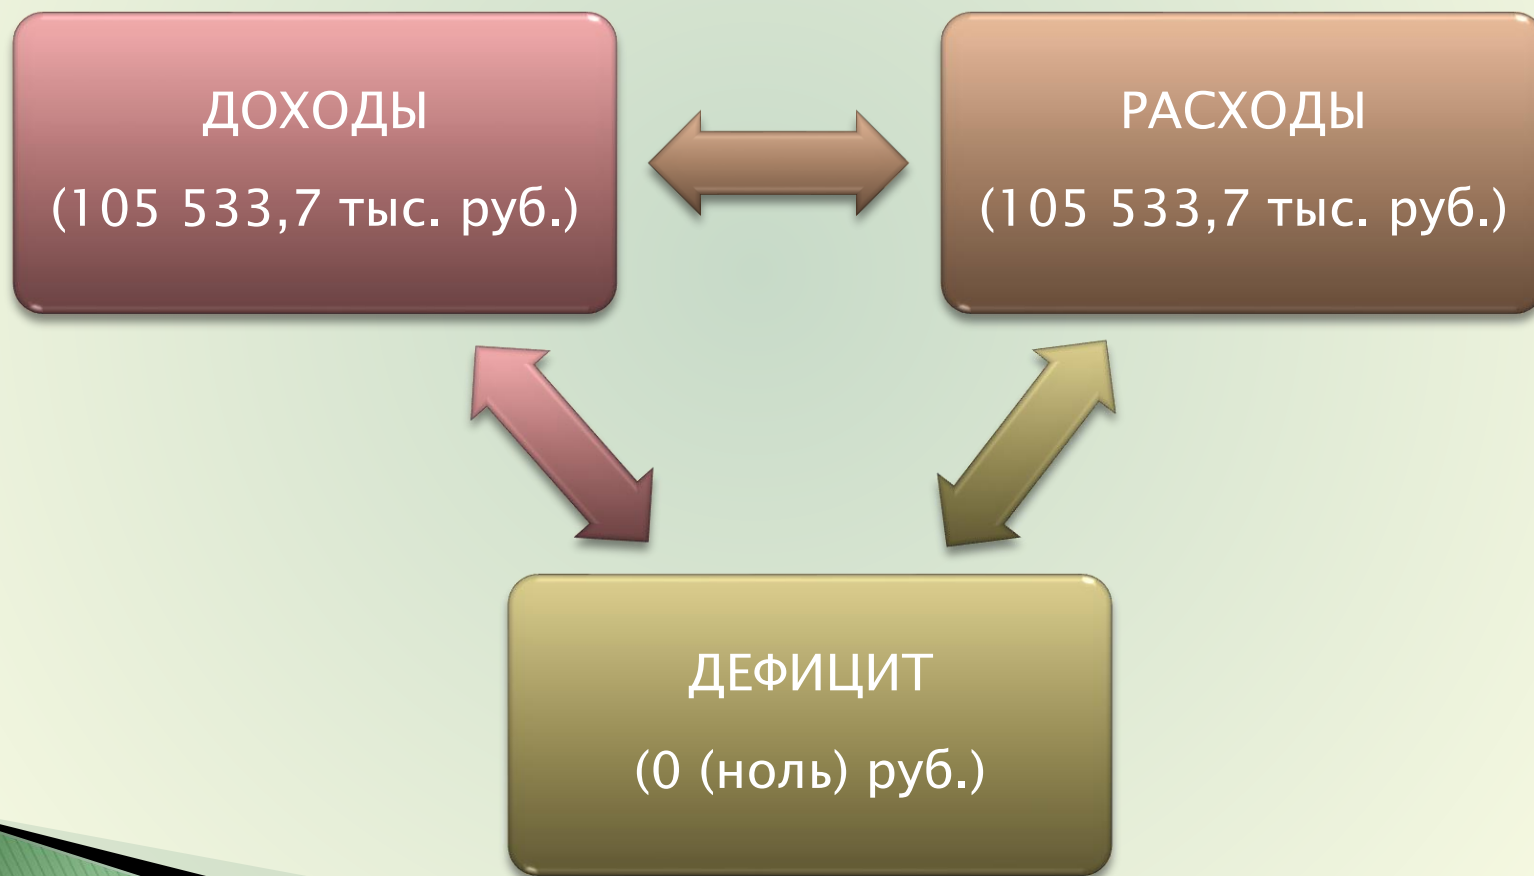 ДОХОДЫ
(105 533,7 тыс. руб.)
РАСХОДЫ
(105 533,7 тыс. руб.)
ДЕФИЦИТ
(0 (ноль) руб.)